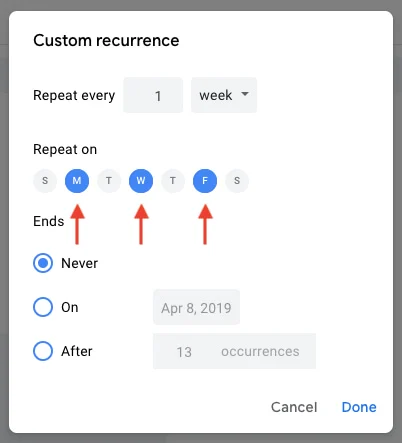 Custom recurrence
Repeat every 1 week
Repeat on
S M T W T F S
Ends
Never
On Apr 8, 2019
After 13 occurrences
Cancel Done